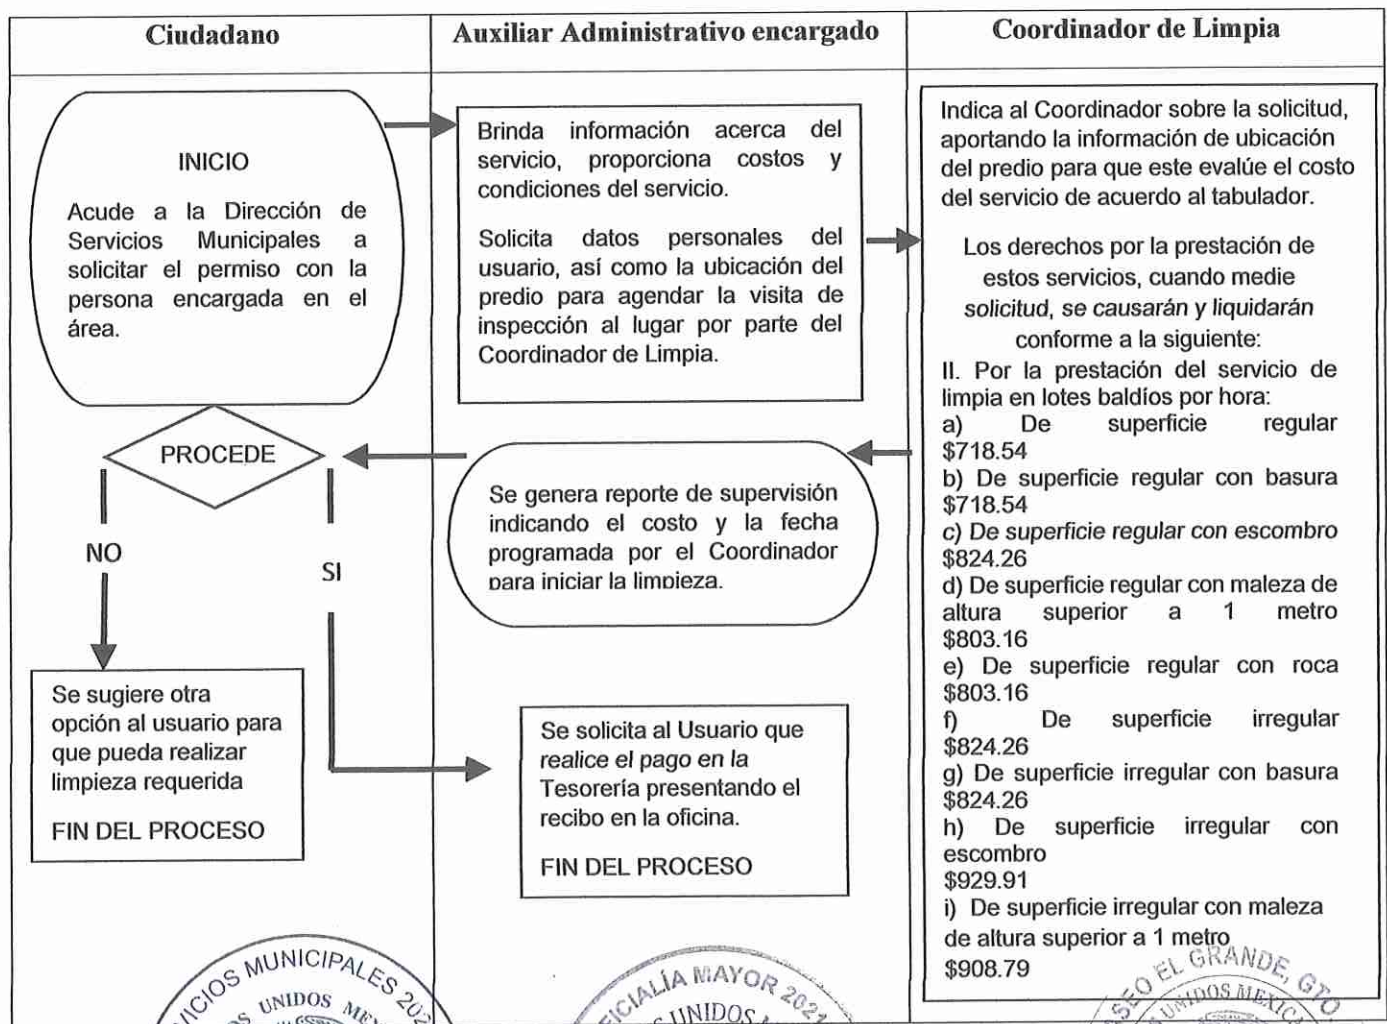 Ciudadano
Auxiliar Administrativo encargado
Coordinador de Limpia
INICIO
Acude a la Dirección de
Servicios Municipales a
solicitar el permiso con la
persona encargada en el
área.
Brinda información acerca del
servicio, proporciona costos y
condiciones del servicio.
Solicita datos personales del
usuario, así como la ubicación del
predio para agendar la visita de
inspección al lugar por parte del
Coordinador de Limpia.
Indica al Coordinador sobre la solicitud,
aportando la información de ubicación
del predio para que este evalúe el costo
del servicio de acuerdo al tabulador.
Los derechos por la prestación de
estos servicios, cuando medie
solicitud, se causarán y liquidarán
conforme a la siguiente:
II. Por la prestación del servicio de
limpia en lotes baldíos por hora:
a) De superficie regular
$718.54
b) De superficie regular con basura
$718.54
c) De superficie regular con escombro
$824.26
d) De superficie regular con maleza de
altura superior a 1 metro
$803.16
e) De superficie regular con roca
$803.16
f) De superficie irregular
$824.26
g) De superficie irregular con basura
$824.26
h) De superficie irregular con
escombro
$929.91
i) De superficie irregular con maleza
de altura superior a 1 metro
$908.79
Se genera reporte de supervisión
indicando el costo y la fecha
programada por el Coordinador
para iniciar la limpieza.
PROCEDE
NO
SI
Se sugiere otra
opción al usuario para
que pueda realizar
limpieza requerida
FIN DEL PROCESO
Se solicita al Usuario que
realice el pago en la
Tesorería presentando el
recibo en la oficina.
FIN DEL PROCESO
MUNICIPALES
UNIDOS
MAYOR 2021
UNIDOS
EL GRANDE, GTO
UNIDOS